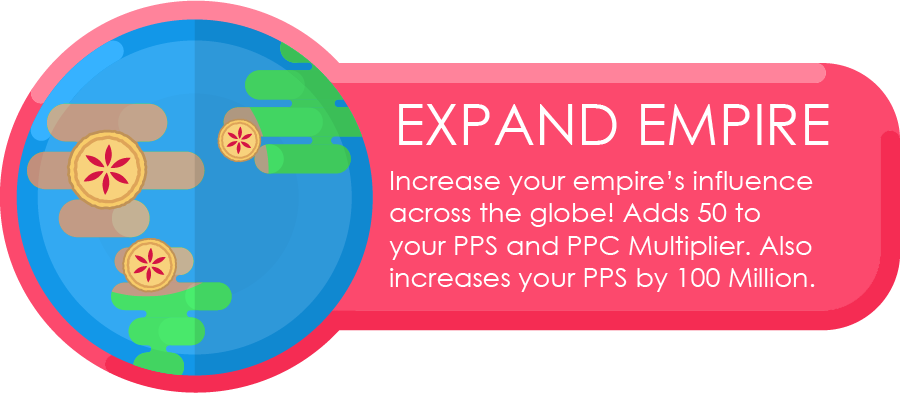 EXPAND EMPIRE
Increase your empire’s influence
across the globe! Adds 50 to
your PPS and PPC Multiplier. Also
increases your PPS by 100 Million.